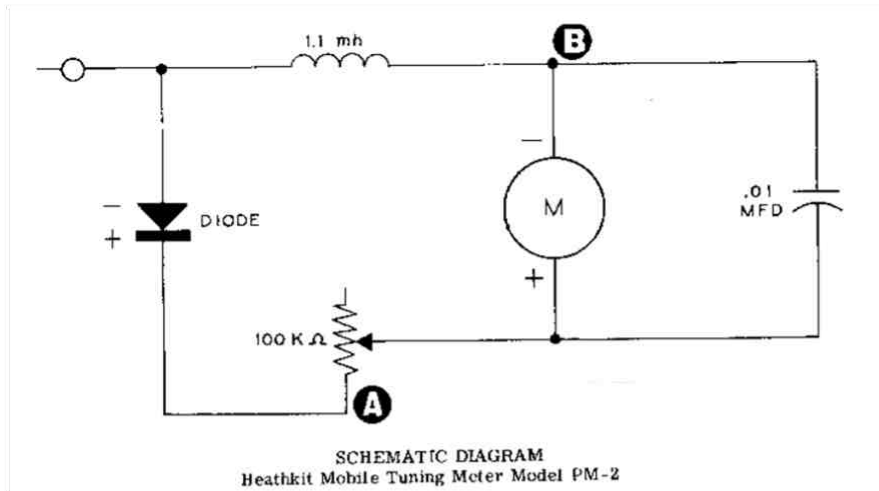 1.1 mh
B
−
− DIODE
+
M
.01
MFD
+
100 K Ω
A
SCHEMATIC DIAGRAM
Heathkit Mobile Tuning Meter Model PM-2